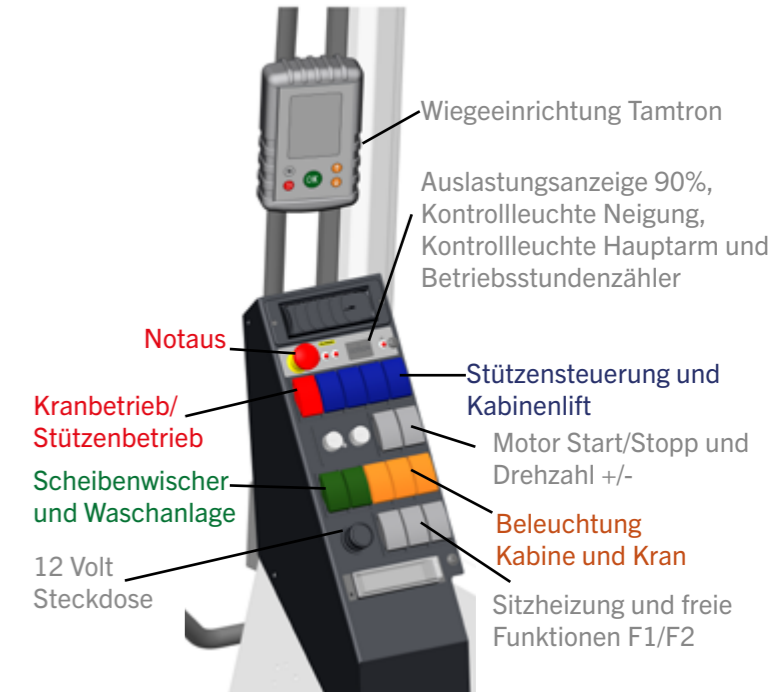 Wiegeeinrichtung Tamtron
Auslastungsanzeige 90%,
Kontrollleuchte Neigung,
Kontrollleuchte Hauptarm und
Betriebsstundenzähler
OK
Notaus
Stützensteuerung und
Kabinenlift
Kranbetrieb/
Stützenbetrieb
Motor Start/Stopp und
Drehzahl +/-
Scheibenwischer
und Waschanlage
Beleuchtung
Kabine und Kran
12 Volt
Steckdose
Sitzheizung und freie
Funktionen F1/F2